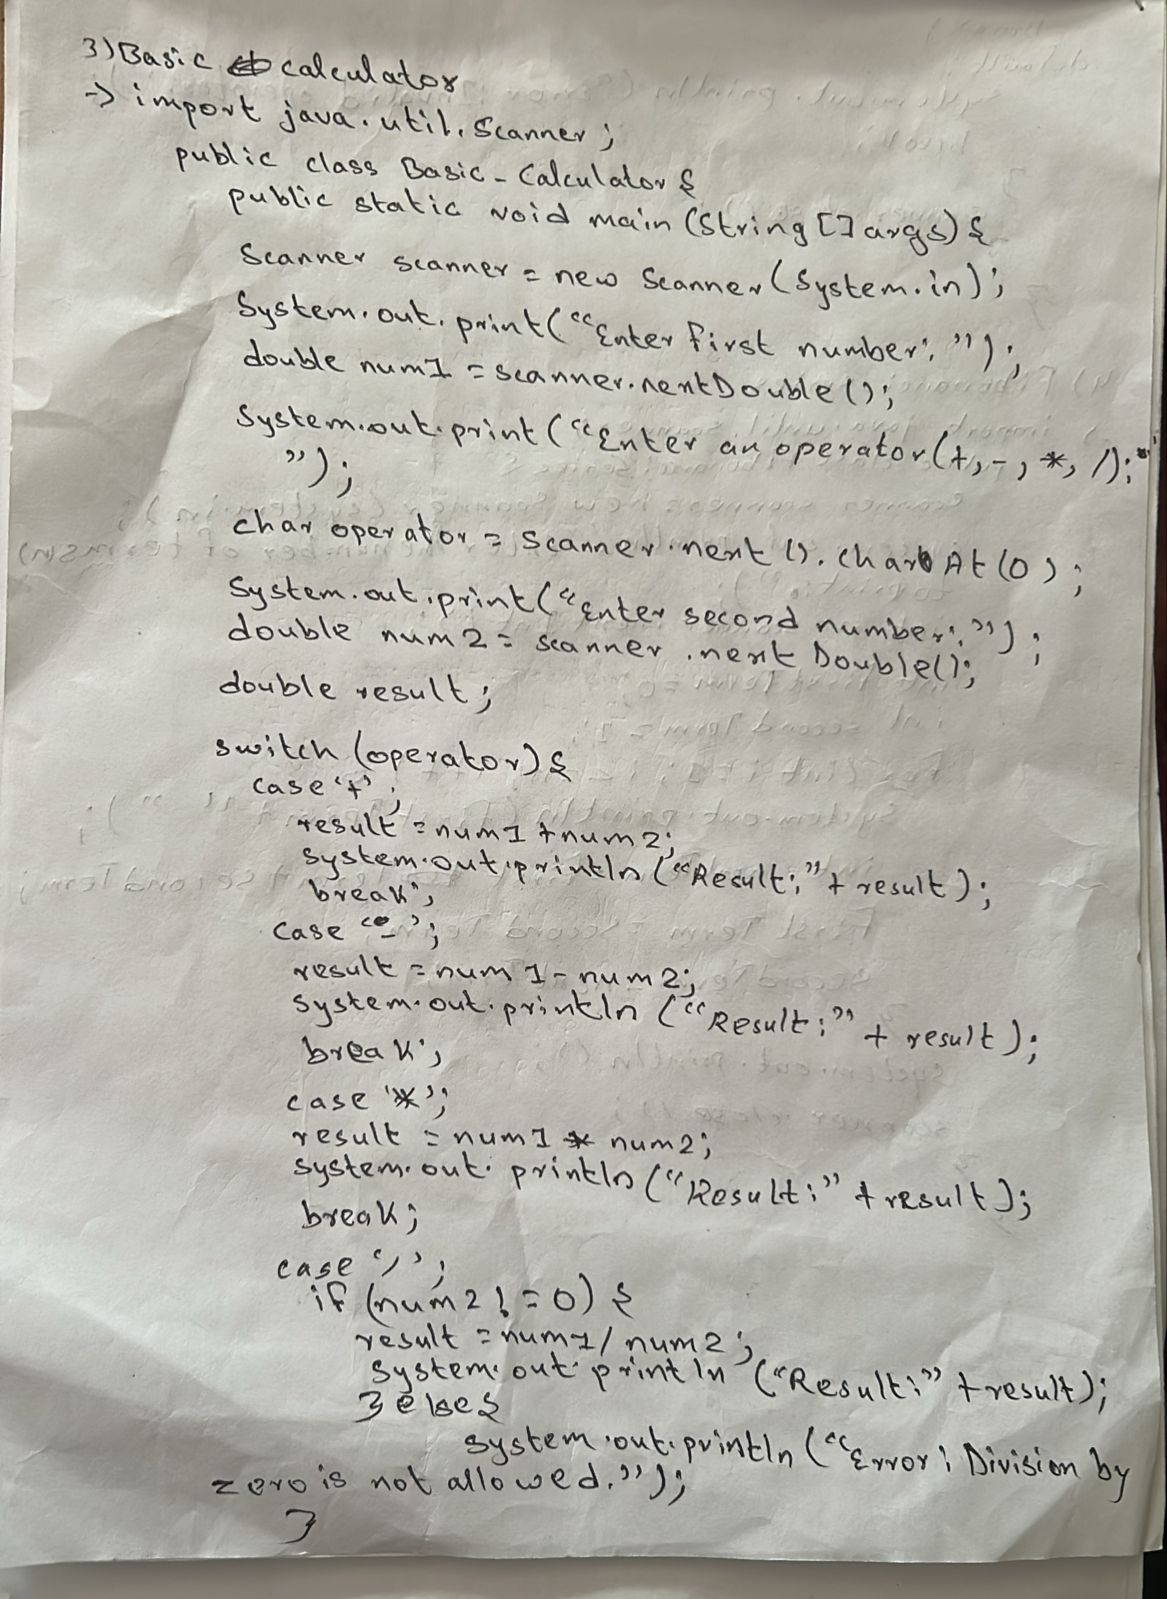 3) Basic calculator
-> import java.util.Scanner;
public class Basic_Calculator {
public static void main (String [] args) {
Scanner scanner = new Scanner (System.in);
System.out.print("Enter first number: ");
double num1 = scanner.nextDouble ();
System.out.print ("Enter an operator (+, -, *, /):"
");
char operator = scanner.next ().charAt (0);
System.out.print("Enter second number:");
double num2 = scanner.nextDouble();
double result;
switch (operator) {
case '+';
result = num1 + num2;
system.out.println ("Result:" + result);
break;
case '-';
result = num1 - num2;
system.out.println ("Result:" + result);
break;
case '*';
result = num1 * num2;
system.out.println ("Result:" + result);
break;
case '/';
if (num2 != 0) {
result = num1 / num2;
system.out.println ("Result:" + result);
} else {
system.out.println ("Error: Division by
zero is not allowed.");
}